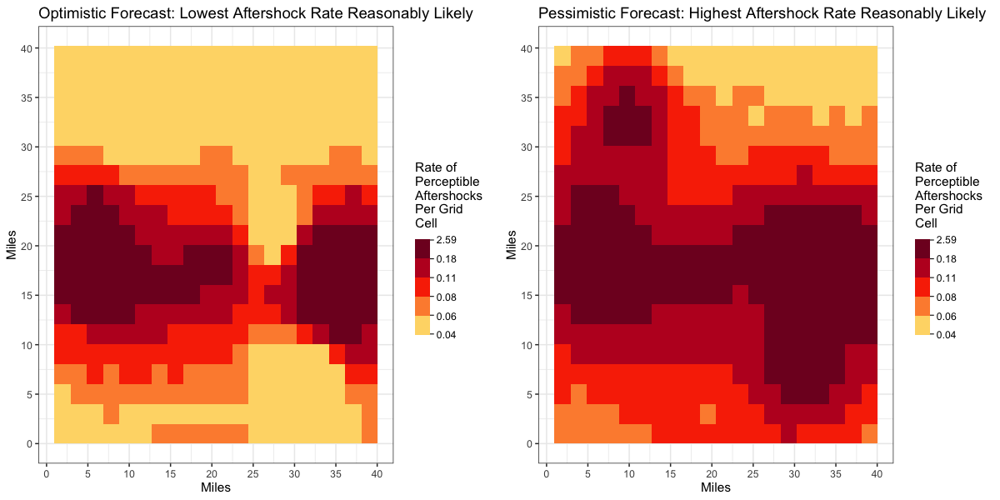 Optimistic Forecast: Lowest Aftershock Rate Reasonably Likely
40
35
30
25
20
15
10
5
0
Miles
0 5 10 15 20 25 30 35 40
Miles
Rate of
Perceptible
Aftershocks
Per Grid
Cell
2.59
0.18
0.11
0.08
0.06
0.04
Pessimistic Forecast: Highest Aftershock Rate Reasonably Likely
40
35
30
25
20
15
10
5
0
Miles
0 5 10 15 20 25 30 35 40
Miles
Rate of
Perceptible
Aftershocks
Per Grid
Cell
2.59
0.18
0.11
0.08
0.06
0.04